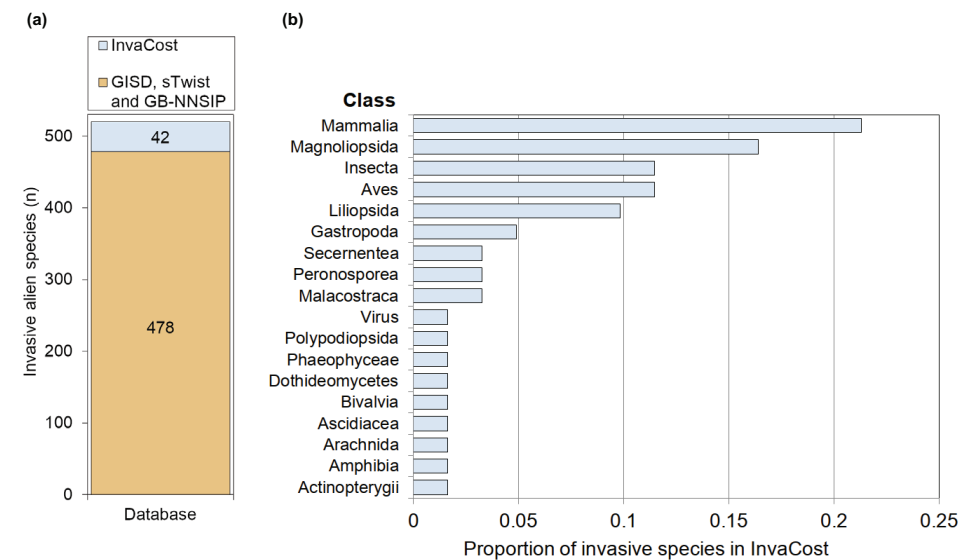 (a)
InvaCost
GISD, sTwist
and GB-NNSIP
Invasive alien species (n)
500
400
300
200
100
0
42
478
Database
(b)
Class
Mammalia
Magnoliopsida
Insecta
Aves
Liliopsida
Gastropoda
Secernentea
Peronosporea
Malacostraca
Virus
Polypodiopsida
Phaeophyceae
Dothideomycetes
Bivalvia
Ascidiacea
Arachnida
Amphibia
Actinopterygii
0 0.05 0.1 0.15 0.2 0.25
Proportion of invasive species in InvaCost